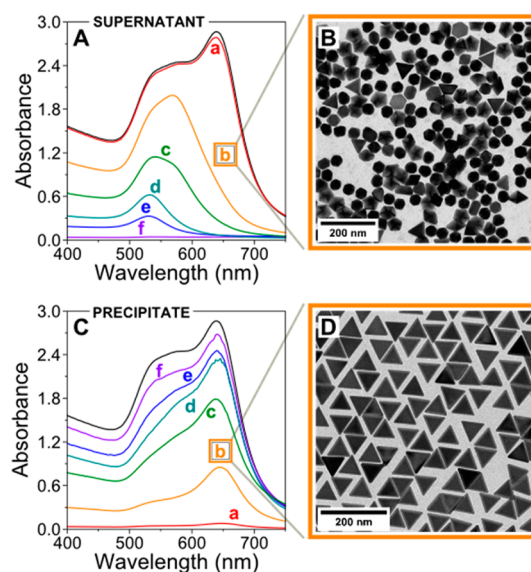 SUPERNATANT
A
B
Absorbance
3.0
2.4
1.8
1.2
0.6
0.0
a
b
c
d
e
f
400 500 600 700
Wavelength (nm)
200 nm
PRECIPITATE
C
D
Absorbance
3.0
2.4
1.8
1.2
0.6
0.0
f
e
d
c
b
a
400 500 600 700
Wavelength (nm)
200 nm